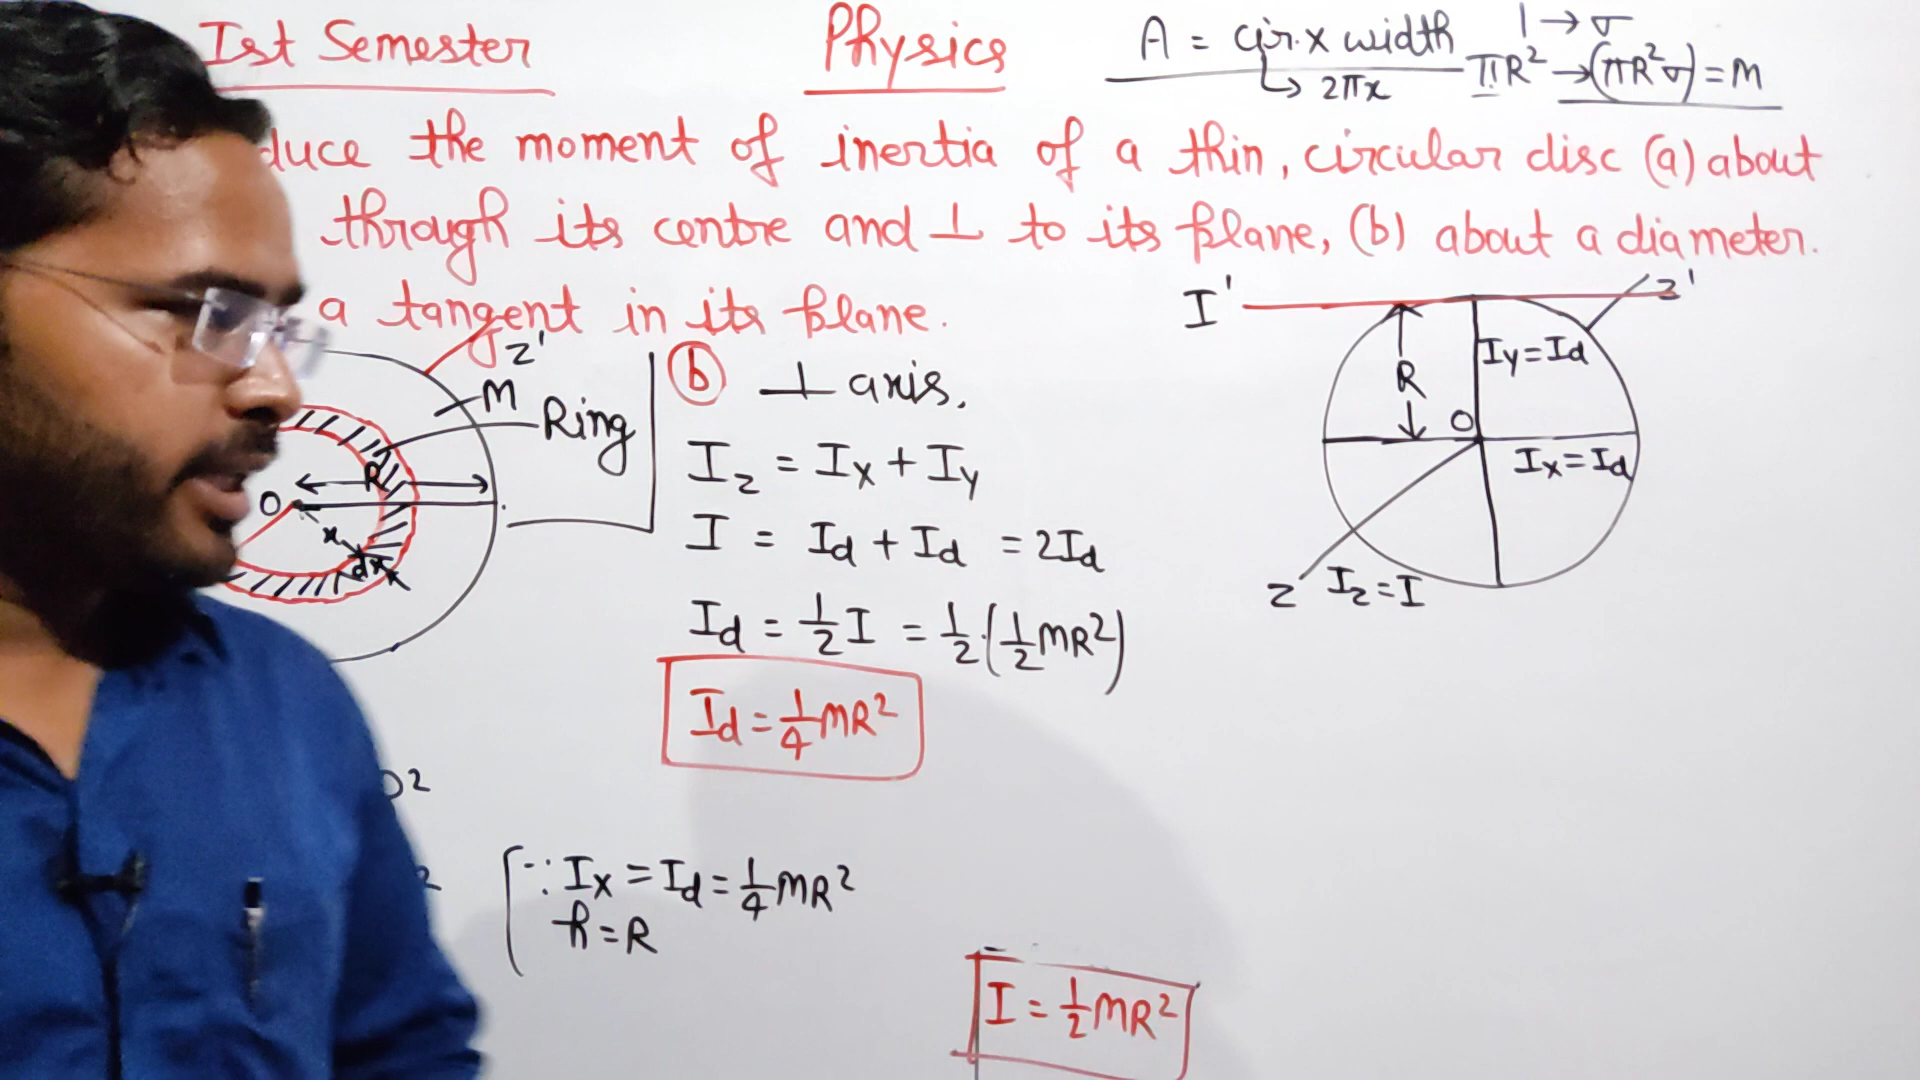 Ist Semester
Physics
A = cir. x width
↳ 2πx
1 → σ
πR² → (πR²σ) = M
duce the moment of inertia of a thin, circular disc (a) about
through its centre and ⊥ to its plane, (b) about a diameter.
a tangent in its plane.
Z'
M
Ring
R
O
x
dx
(b) ⊥ axis.
Iz = Ix + Iy
I = Id + Id = 2Id
Id = ½ I = ½ · (½ MR²)
Id = ¼ MR²
I'
Z'
Iy = Id
R
O
Ix = Id
Z
Iz = I
2
∵ Ix = Id = ¼ MR²
h = R
I = ½ MR²